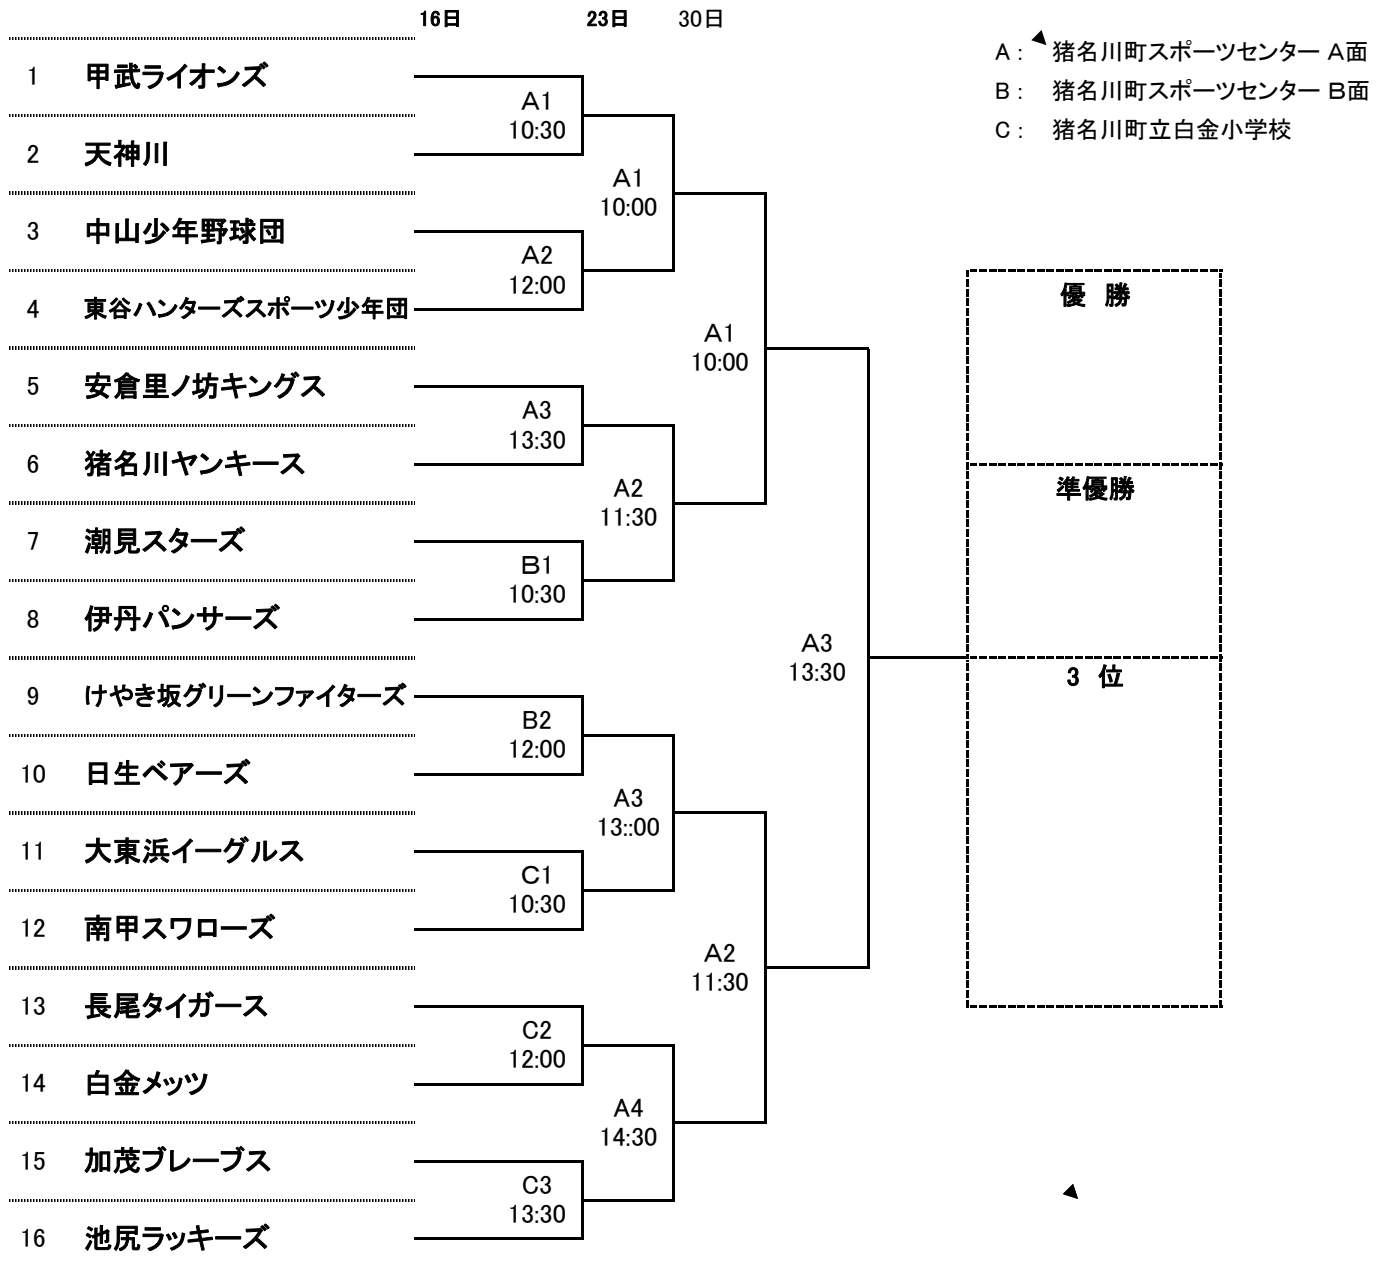 16日 23日 30日
A : 猪名川町スポーツセンター A面
B : 猪名川町スポーツセンター B面
C : 猪名川町立白金小学校
1 甲武ライオンズ
A1
10:30
2 天神川
A1
10:00
3 中山少年野球団
A2
12:00
4 東谷ハンターズスポーツ少年団
A1
10:00
5 安倉里ノ坊キングス
A3
13:30
6 猪名川ヤンキース
A2
11:30
7 潮見スターズ
B1
10:30
8 伊丹パンサーズ
A3
13:30
9 けやき坂グリーンファイターズ
B2
12:00
10 日生ベアーズ
A3
13::00
11 大東浜イーグルス
C1
10:30
12 南甲スワローズ
A2
11:30
13 長尾タイガース
C2
12:00
14 白金メッツ
A4
14:30
15 加茂ブレーブス
C3
13:30
16 池尻ラッキーズ
優 勝
準優勝
3 位